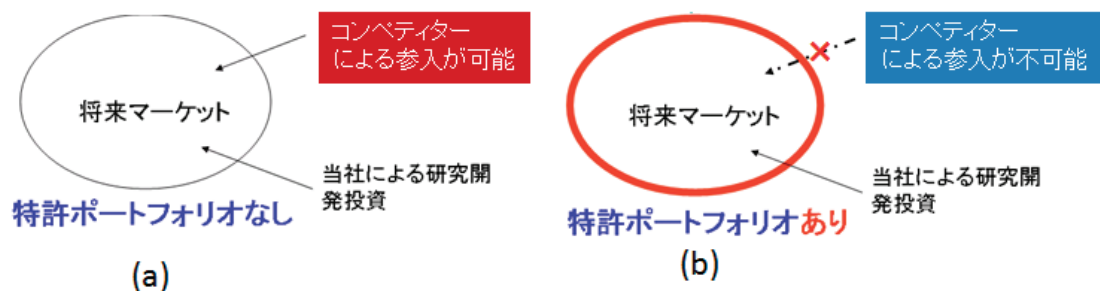 コンペティター
による参入が可能
将来マーケット
当社による研究開
発投資
特許ポートフォリオなし
(a)
コンペティター
による参入が不可能
将来マーケット
当社による研究開
発投資
特許ポートフォリオあり
(b)